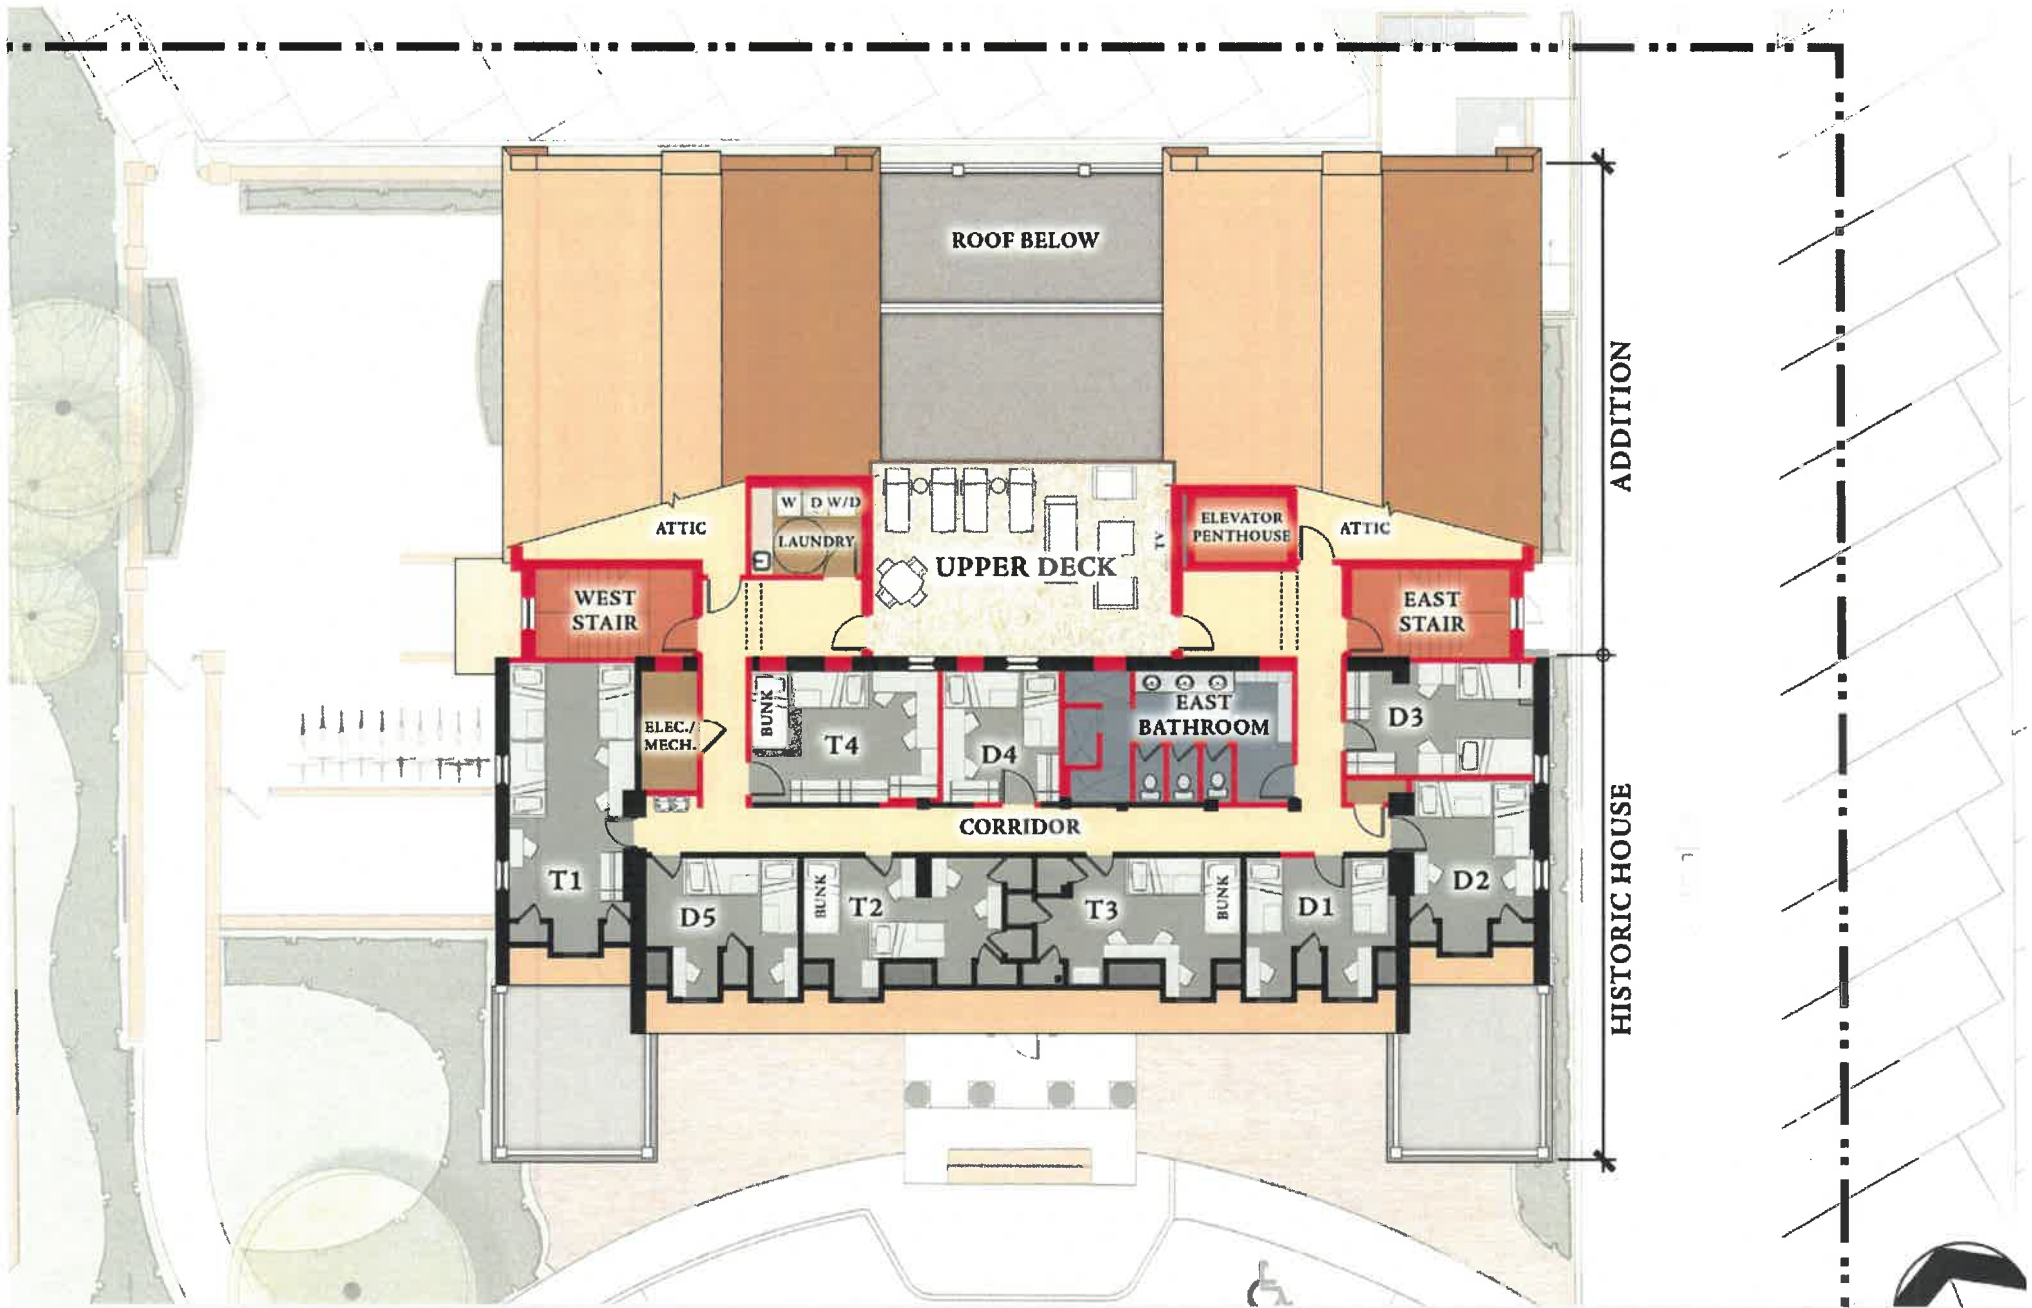 ROOF BELOW
ADDITION
W D W/D
LAUNDRY
ATTIC
ELEVATOR
PENTHOUSE
ATTIC
TV
UPPER DECK
WEST
STAIR
EAST
STAIR
BUNK
ELEC./
MECH.
T4
D4
EAST
BATHROOM
D3
CORRIDOR
HISTORIC HOUSE
T1
D5
BUNK
T2
T3
BUNK
D1
D2